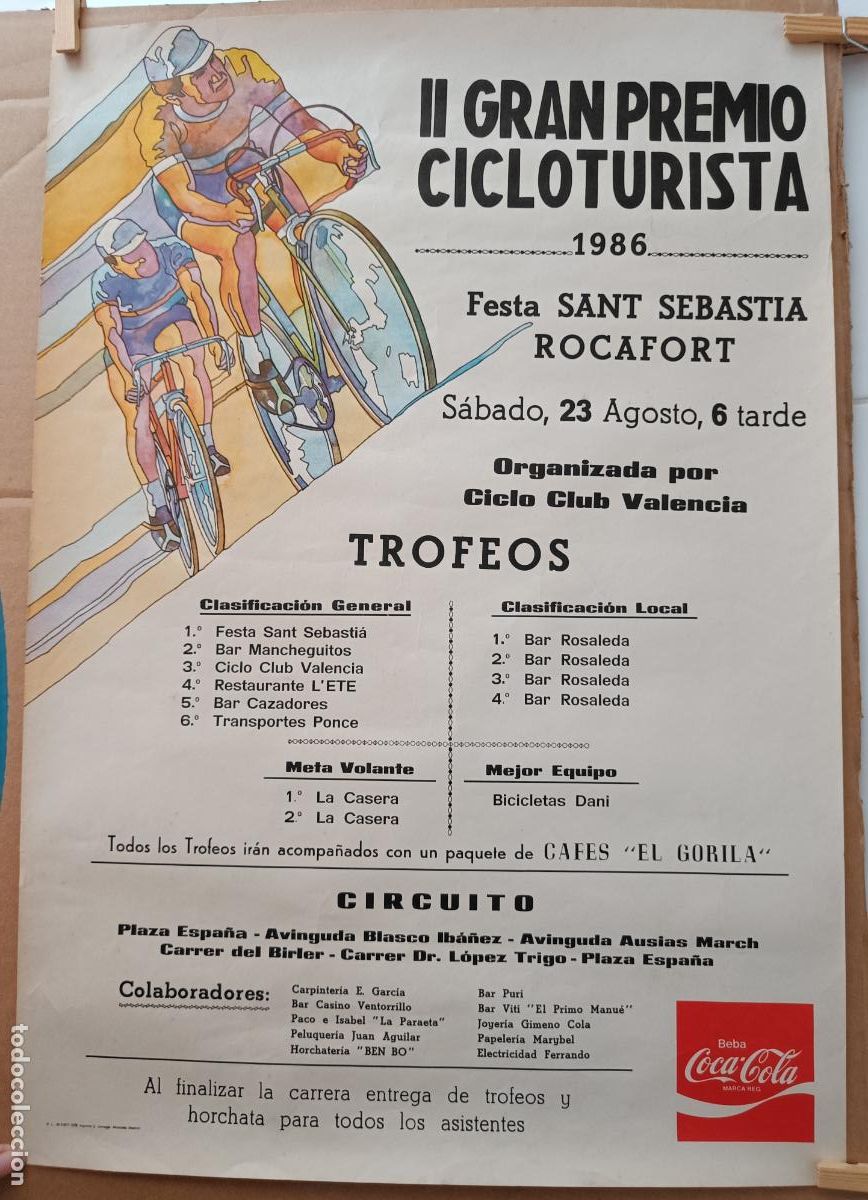 II GRAN PREMIO
CICLOTURISTA
1986
Festa SANT SEBASTIA
ROCAFORT
Sábado, 23 Agosto, 6 tarde
Organizada por
Ciclo Club Valencia
TROFEOS
Clasificación General
1.º Festa Sant Sebastiá
2.º Bar Mancheguitos
3.º Ciclo Club Valencia
4.º Restaurante L'ETE
5.º Bar Cazadores
6.º Transportes Ponce
Clasificación Local
1.º Bar Rosaleda
2.º Bar Rosaleda
3.º Bar Rosaleda
4.º Bar Rosaleda
Meta Volante
1.º La Casera
2.º La Casera
Mejor Equipo
Bicicletas Dani
Todos los Trofeos irán acompañados con un paquete de CAFES "EL GORILA"
CIRCUITO
Plaza España - Avinguda Blasco Ibáñez - Avinguda Ausias March
Carrer del Birler - Carrer Dr. López Trigo - Plaza España
Colaboradores:
Carpintería E. García
Bar Casino Ventorrillo
Paco e Isabel "La Paraeta"
Peluquería Juan Aguilar
Horchatería "BEN BO"
Bar Puri
Bar Viti "El Primo Manué"
Joyería Gimeno Cola
Papelería Marybel
Electricidad Ferrando
Beba
Coca-Cola
MARCA REG
Al finalizar la carrera entrega de trofeos y
horchata para todos los asistentes
todocoleccion